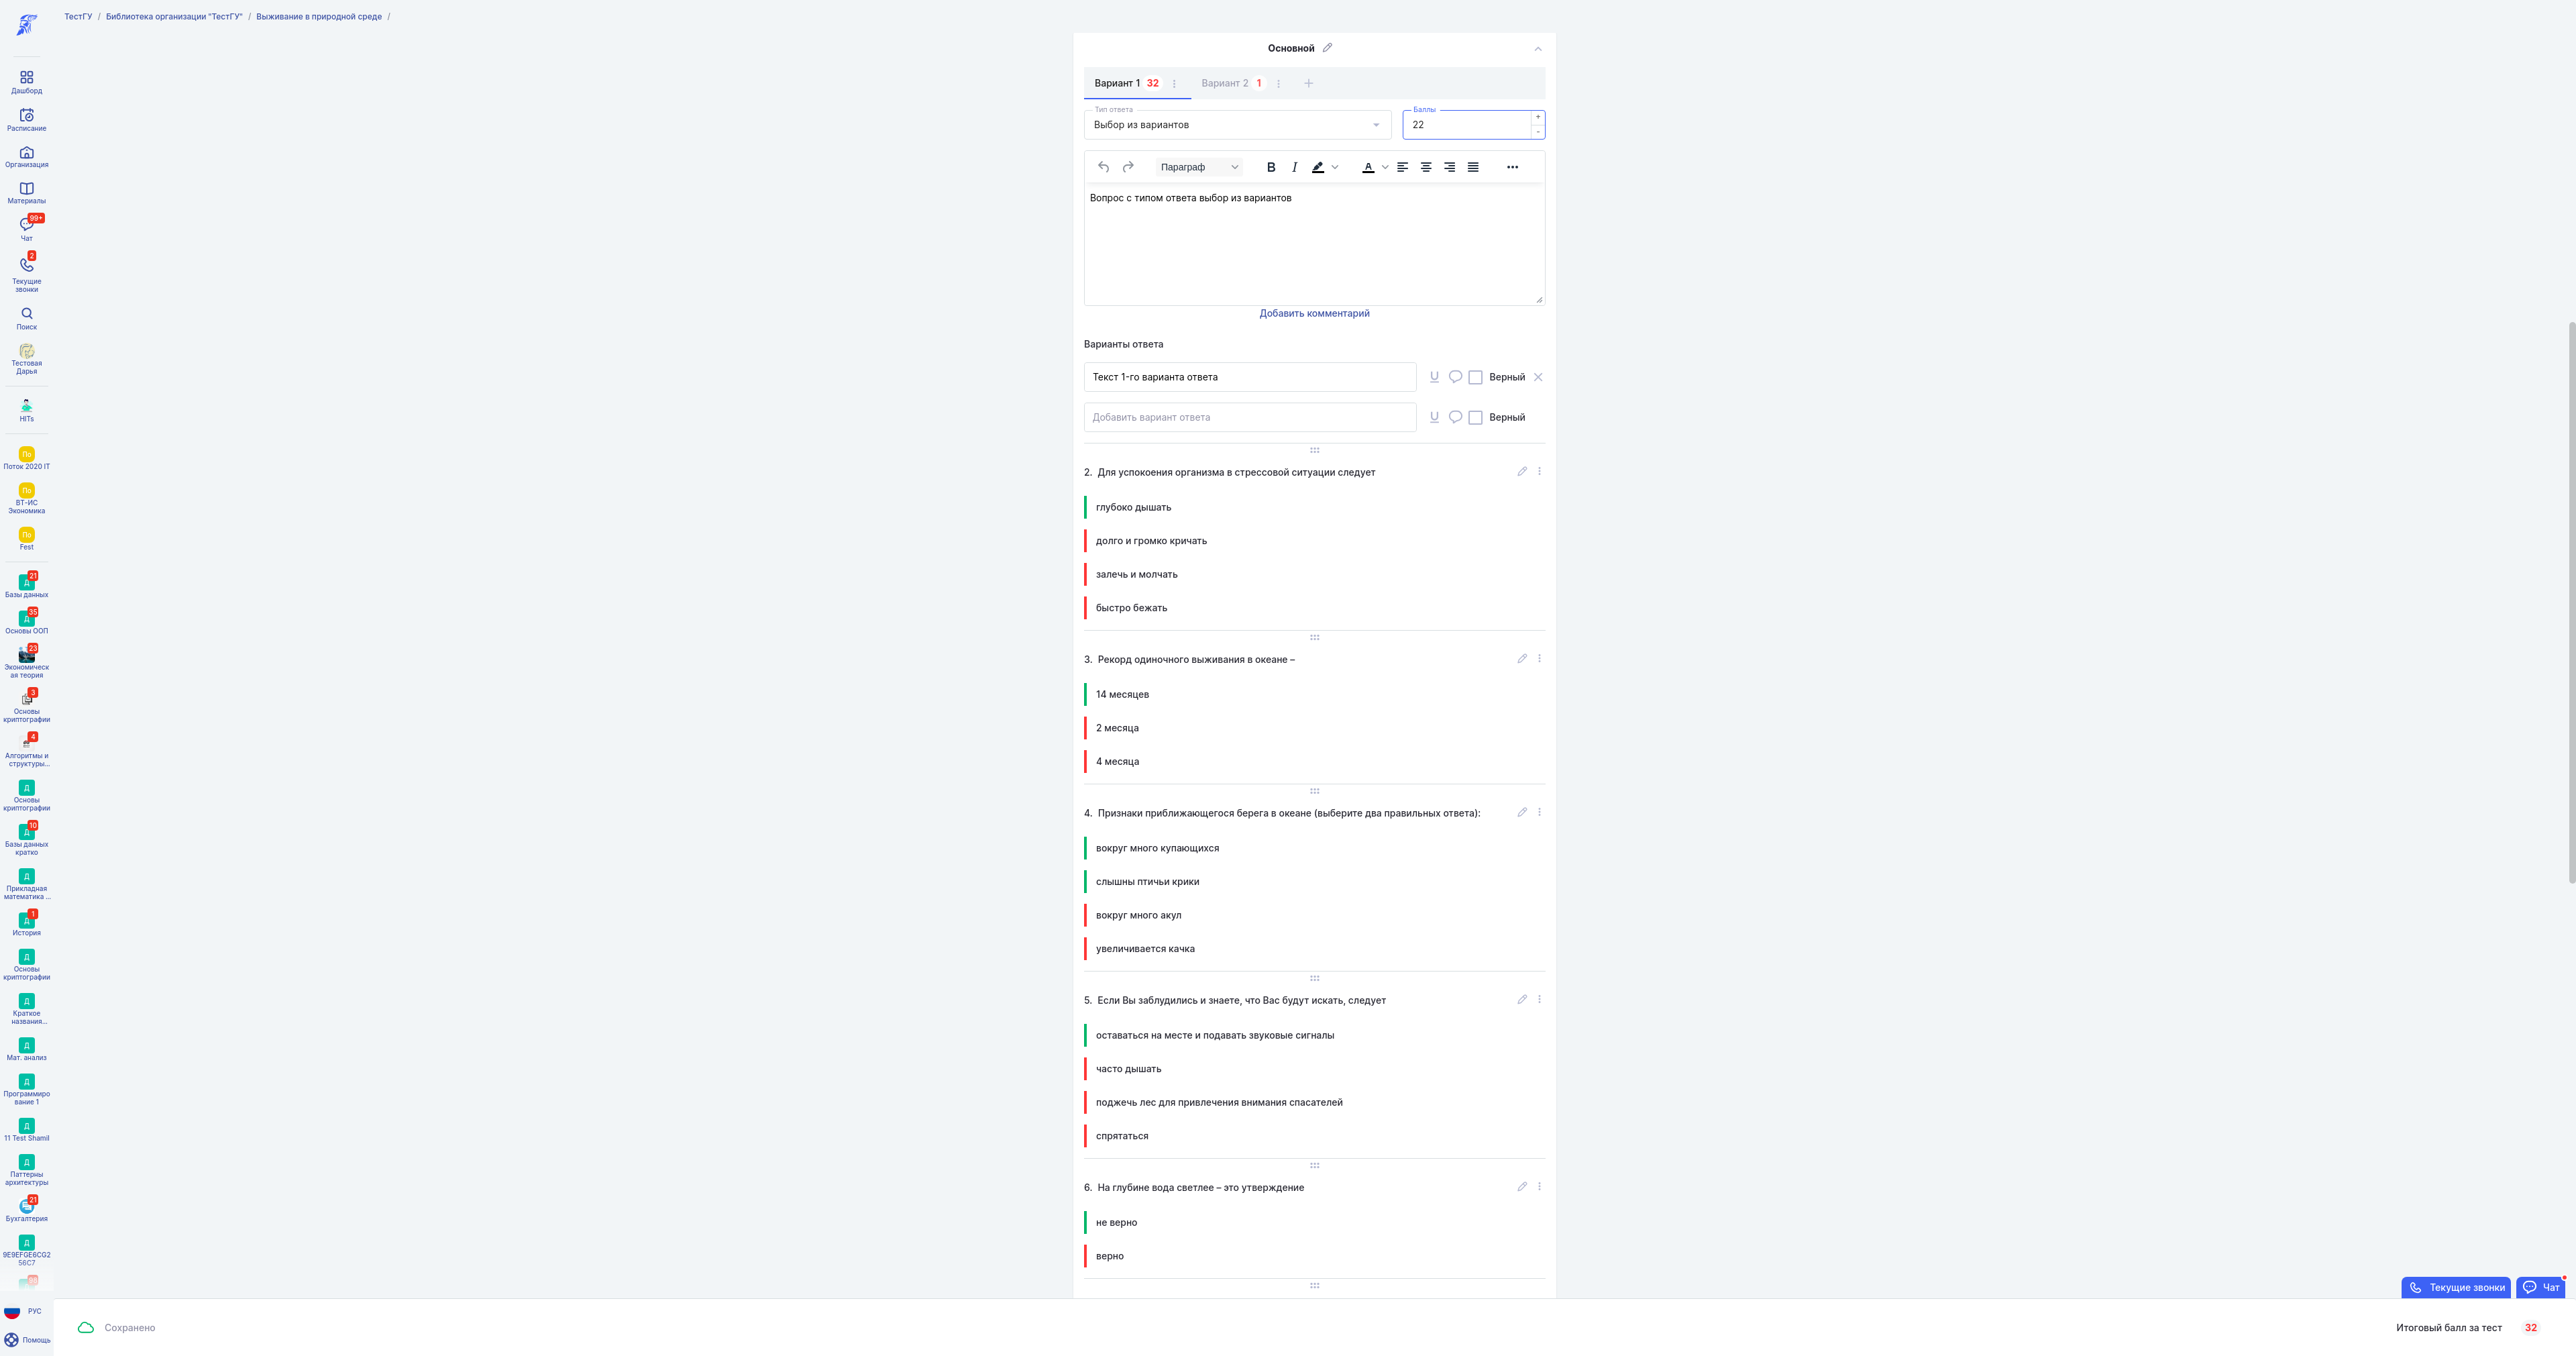 ТестГУ / Библиотека организации "ТестГУ" / Выживание в природной среде /
Дашборд
Расписание
Организация
Материалы
99+
Чат
2
Текущие
звонки
Поиск
Тестовая
Дарья
HITs
По
Поток 2020 IT
По
ВТ-ИС
Экономика
По
Fest
21
Д
Базы данных
35
Д
Основы ООП
23
Экономическ
ая теория
3
Основы
криптографии
4
Алгоритмы и
структуры...
Д
Основы
криптографии
10
Д
Базы данных
кратко
Д
Прикладная
математика ...
1
Д
История
Д
Основы
криптографии
Д
Краткое
названия...
Д
Мат. анализ
Д
Программиро
вание 1
Д
11 Test Shamil
Д
Паттерны
архитектуры
21
Бухгалтерия
Д
9E9EFGE6CG2
56C7
98
РУС
Помощь
Основной
Вариант 1 32
Вариант 2 1
Тип ответа
Выбор из вариантов
Баллы
22
+
-
Параграф
B I A
Вопрос с типом ответа выбор из вариантов
Добавить комментарий
Варианты ответа
Текст 1-го варианта ответа U Верный
Добавить вариант ответа U Верный
2. Для успокоения организма в стрессовой ситуации следует
глубоко дышать
долго и громко кричать
залечь и молчать
быстро бежать
3. Рекорд одиночного выживания в океане –
14 месяцев
2 месяца
4 месяца
4. Признаки приближающегося берега в океане (выберите два правильных ответа):
вокруг много купающихся
слышны птичьи крики
вокруг много акул
увеличивается качка
5. Если Вы заблудились и знаете, что Вас будут искать, следует
оставаться на месте и подавать звуковые сигналы
часто дышать
поджечь лес для привлечения внимания спасателей
спрятаться
6. На глубине вода светлее – это утверждение
не верно
верно
Текущие звонки
Чат
Сохранено
Итоговый балл за тест 32